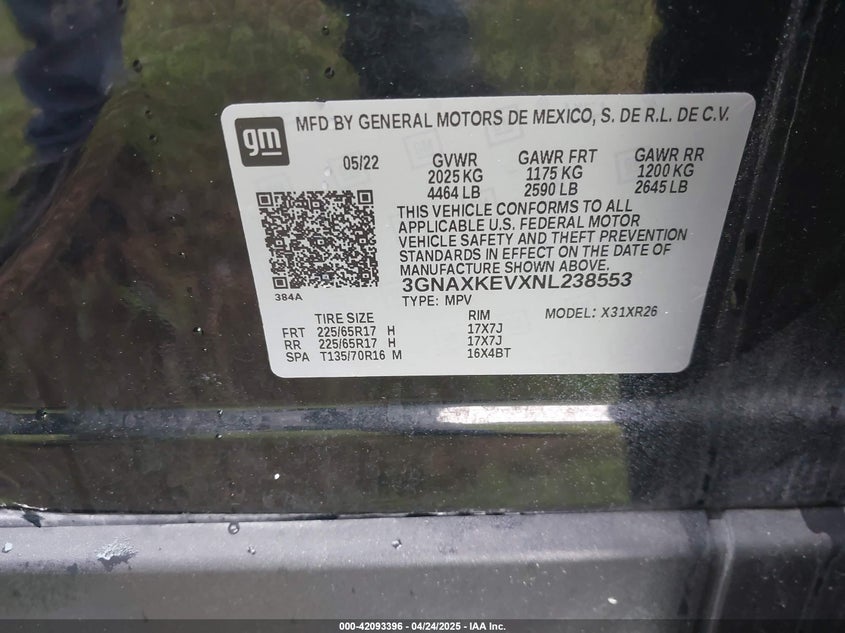 gm
MFD BY GENERAL MOTORS DE MEXICO, S. DE R.L. DE C.V.
05/22 GVWR GAWR FRT GAWR RR
2025 KG 1175 KG 1200 KG
4464 LB 2590 LB 2645 LB
THIS VEHICLE CONFORMS TO ALL
APPLICABLE U.S. FEDERAL MOTOR
VEHICLE SAFETY AND THEFT PREVENTION
STANDARDS IN EFFECT ON THE DATE OF
MANUFACTURE SHOWN ABOVE.
3GNAXKEVXNL238553
384A
TYPE: MPV MODEL: X31XR26
TIRE SIZE RIM
FRT 225/65R17 H 17X7J
RR 225/65R17 H 17X7J
SPA T135/70R16 M 16X4BT
000-42093396 - 04/24/2025 - IAA Inc.